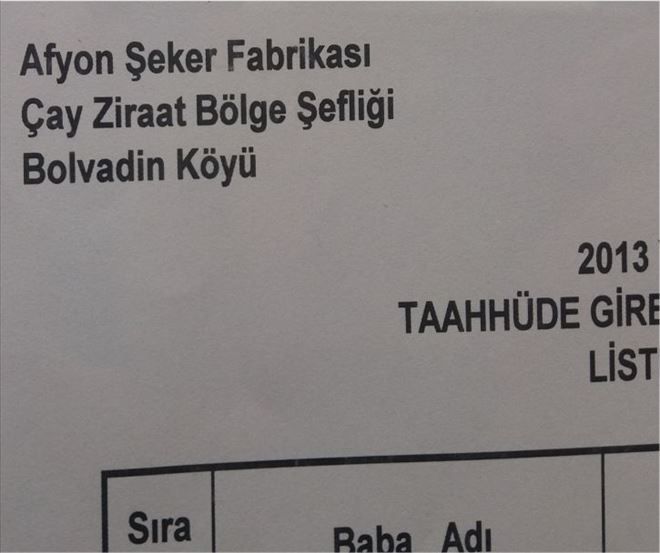 Afyon Şeker Fabrikası
Çay Ziraat Bölge Şefliği
Bolvadin Köyü
2013
TAAHHÜDE GİRE
LİST
Sıra
Baba Adı